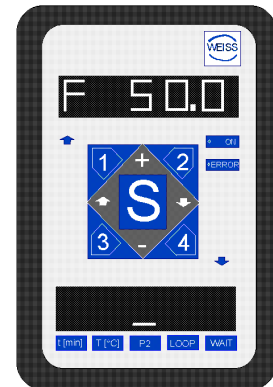 WEISS
F 50.0
ON
ERROR
1 + 2
S
3 - 4
t [min] T [°C] P2 LOOP WAIT